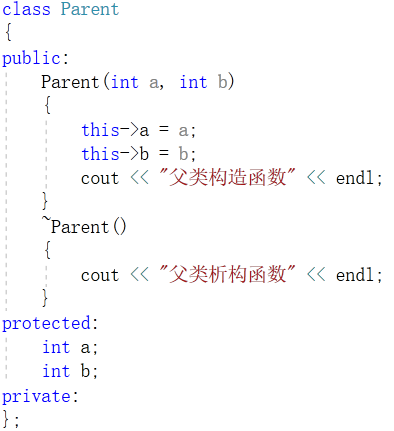 class Parent
{
public:
    Parent(int a, int b)
    {
        this->a = a;
        this->b = b;
        cout << "父类构造函数" << endl;
    }
    ~Parent()
    {
        cout << "父类析构函数" << endl;
    }
protected:
    int a;
    int b;
private:
};